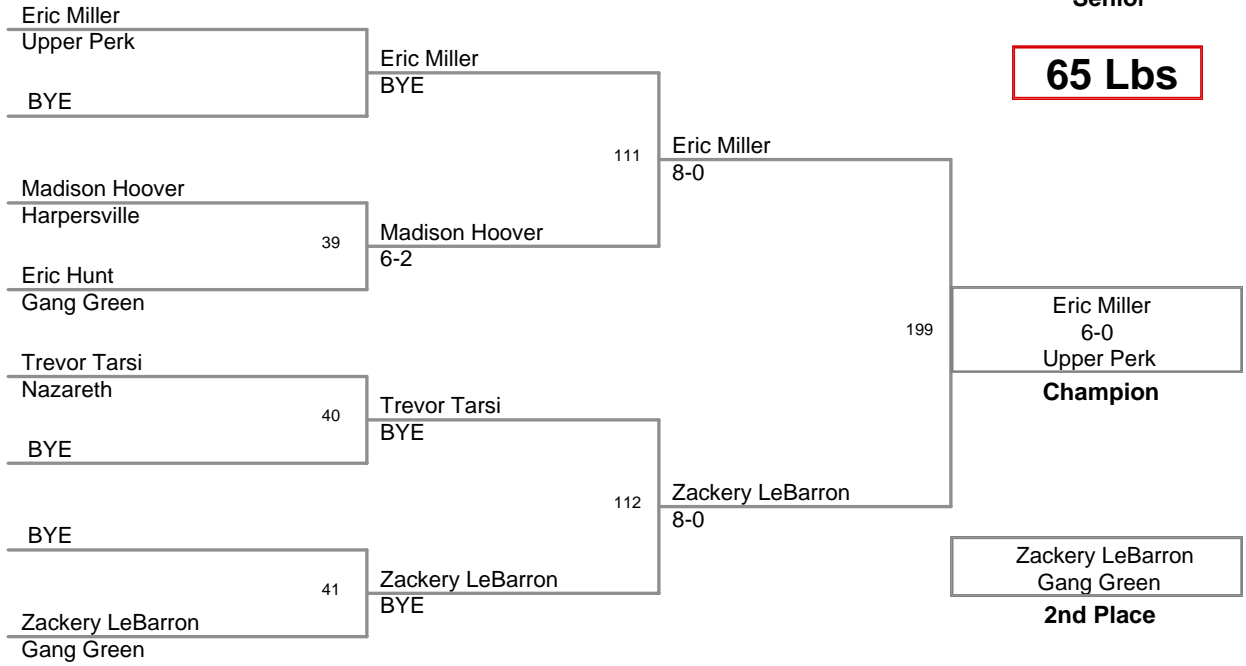 Senior
65 Lbs
Eric Miller
Upper Perk
BYE
Madison Hoover
Harpersville
39
Eric Hunt
Gang Green
Trevor Tarsi
Nazareth
40
BYE
BYE
41
Zackery LeBarron
Gang Green
Eric Miller
BYE
111
Madison Hoover
6-2
Trevor Tarsi
BYE
112
Zackery LeBarron
BYE
Eric Miller
8-0
199
Zackery LeBarron
8-0
Eric Miller
6-0
Upper Perk
Champion
Zackery LeBarron
Gang Green
2nd Place